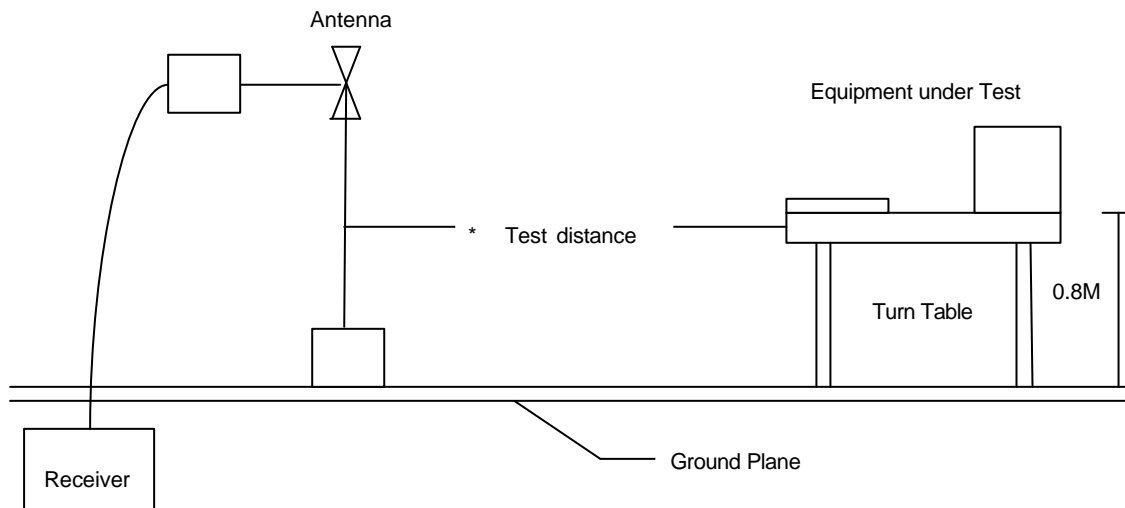 Antenna
Equipment under Test
* Test distance
0.8M
Turn Table
Ground Plane
Receiver